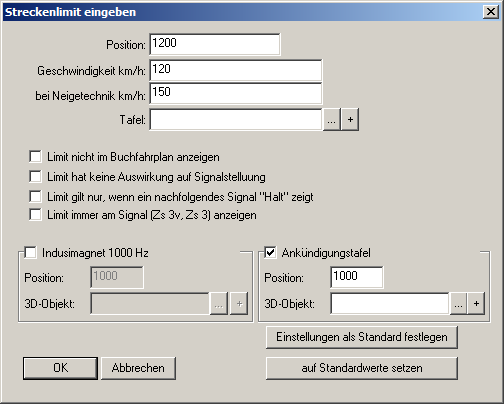 Streckenlimit eingeben
Position: 1200
Geschwindigkeit km/h: 120
bei Neigetechnik km/h: 150
Tafel: ... +
Limit nicht im Buchfahrplan anzeigen
Limit hat keine Auswirkung auf Signalstelluung
Limit gilt nur, wenn ein nachfolgendes Signal "Halt" zeigt
Limit immer am Signal (Zs 3v, Zs 3) anzeigen
Indusimagnet 1000 Hz
Position: 1000
3D-Objekt: ... +
Ankündigungstafel
Position: 1000
3D-Objekt: ... +
Einstellungen als Standard festlegen
OK Abbrechen auf Standardwerte setzen